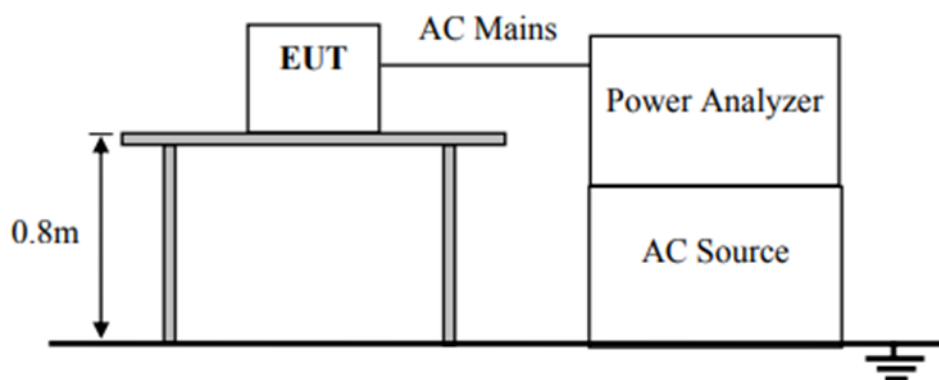 AC Mains
EUT
Power Analyzer
0.8m
AC Source